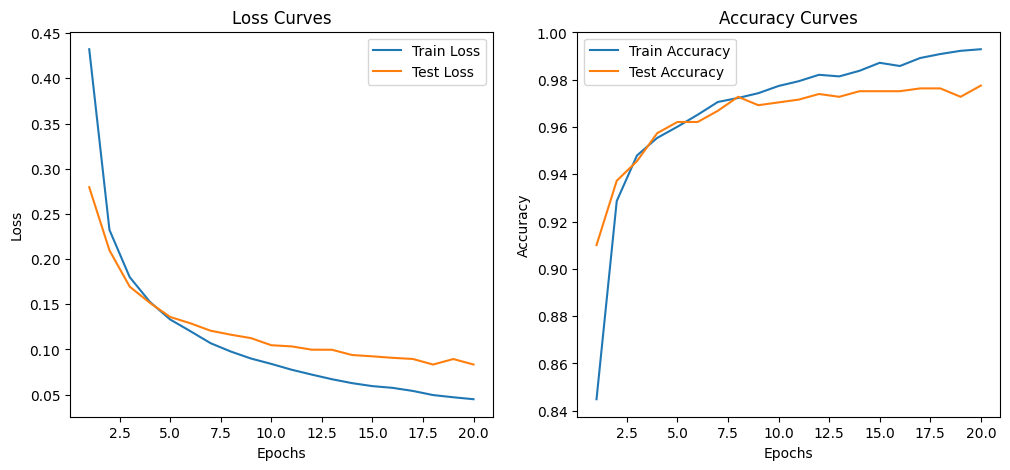 Loss Curves
0.45
0.40
0.35
0.30
0.25
0.20
0.15
0.10
0.05
Loss
Train Loss
Test Loss
2.5 5.0 7.5 10.0 12.5 15.0 17.5 20.0
Epochs
Accuracy Curves
1.00
0.98
0.96
0.94
0.92
0.90
0.88
0.86
0.84
Accuracy
Train Accuracy
Test Accuracy
2.5 5.0 7.5 10.0 12.5 15.0 17.5 20.0
Epochs